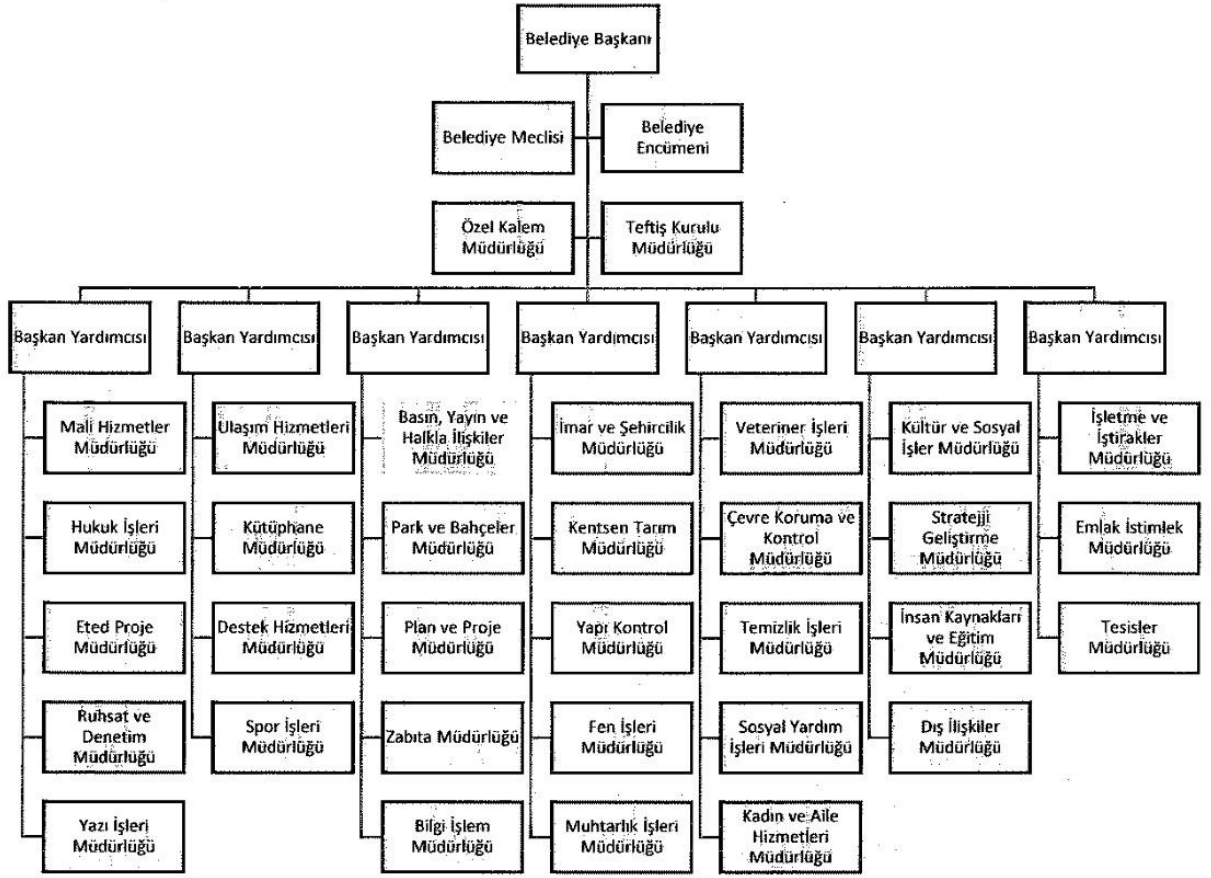 Belediye Başkanı
Belediye Meclisi
Belediye
Encümeni
Özel Kalem
Müdürlüğü
Teftiş Kurulu
Müdürlüğü
Başkan Yardımcısı
Başkan Yardımcısı
Başkan Yardımcısı
Başkan Yardımcısı
Başkan Yardımcısı
Başkan Yardımcısı
Başkan Yardımcısı
Mali Hizmetler
Müdürlüğü
Hukuk İşleri
Müdürlüğü
Eted Proje
Müdürlüğü
Ruhsat ve
Denetim
Müdürlüğü
Yazı İşleri
Müdürlüğü
Ulaşım Hizmetleri
Müdürlüğü
Kütüphane
Müdürlüğü
Destek Hizmetleri
Müdürlüğü
Spor İşleri
Müdürlüğü
Basın, Yayın ve
Halkla İlişkiler
Müdürlüğü
Park ve Bahçeler
Müdürlüğü
Plan ve Proje
Müdürlüğü
Zabıta Müdürlüğü
Bilgi İşlem
Müdürlüğü
İmar ve Şehircilik
Müdürlüğü
Kentsen Tarım
Müdürlüğü
Yapı Kontrol
Müdürlüğü
Fen İşleri
Müdürlüğü
Muhtarlık İşleri
Müdürlüğü
Veteriner İşleri
Müdürlüğü
Çevre Koruma ve
Kontrol
Müdürlüğü
Temizlik İşleri
Müdürlüğü
Sosyal Yardım
İşleri Müdürlüğü
Kadın ve Aile
Hizmetleri
Müdürlüğü
Kültür ve Sosyal
İşler Müdürlüğü
Stratejji
Geliştirme
Müdürlüğü
İnsan Kaynakları
ve Eğitim
Müdürlüğü
Dış İlişkiler
Müdürlüğü
İşletme ve
İştirakler
Müdürlüğü
Emlak İstimlek
Müdürlüğü
Tesisler
Müdürlüğü